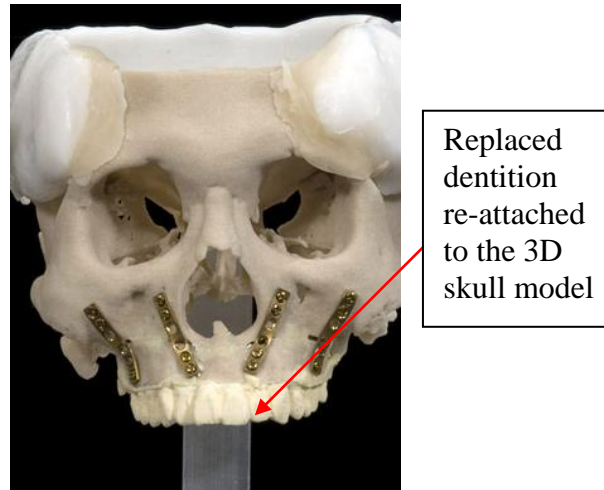 Replaced
dentition
re-attached
to the 3D
skull model